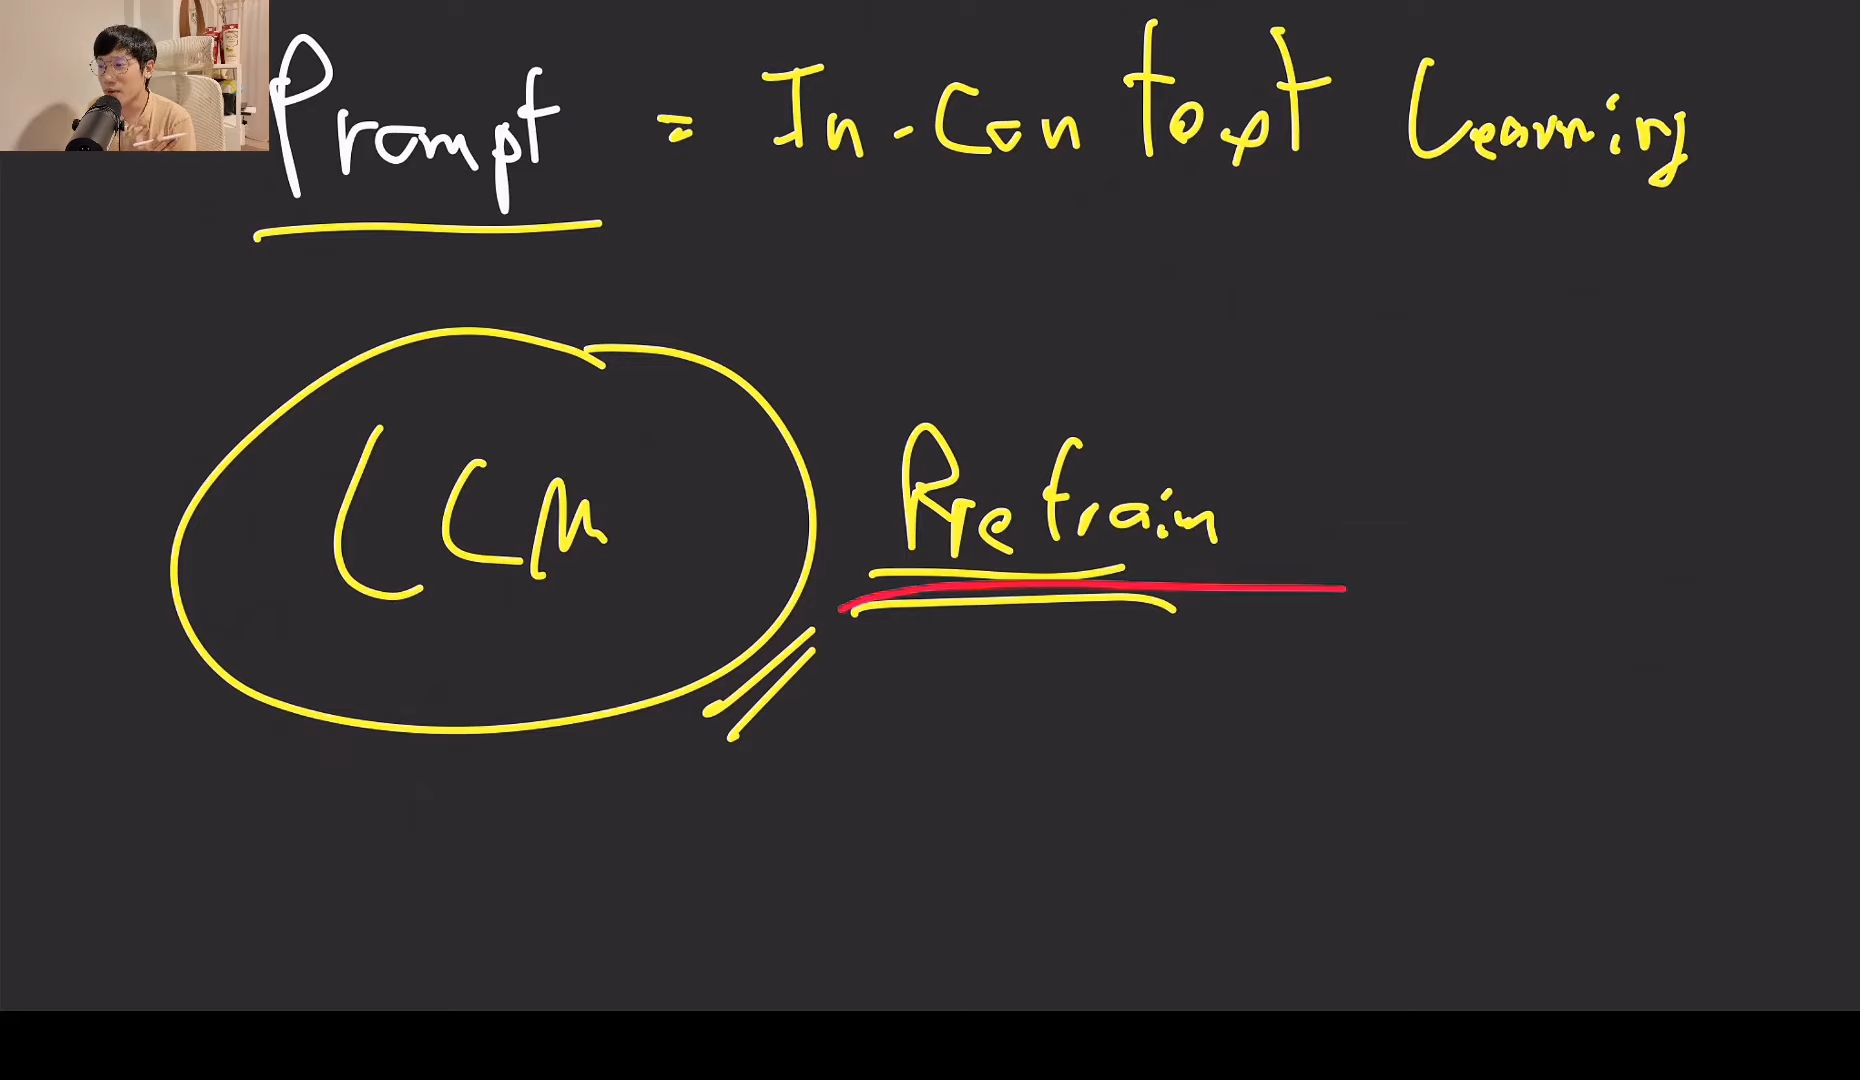 Prompt = In-Context Learning
LLM
Pretrain